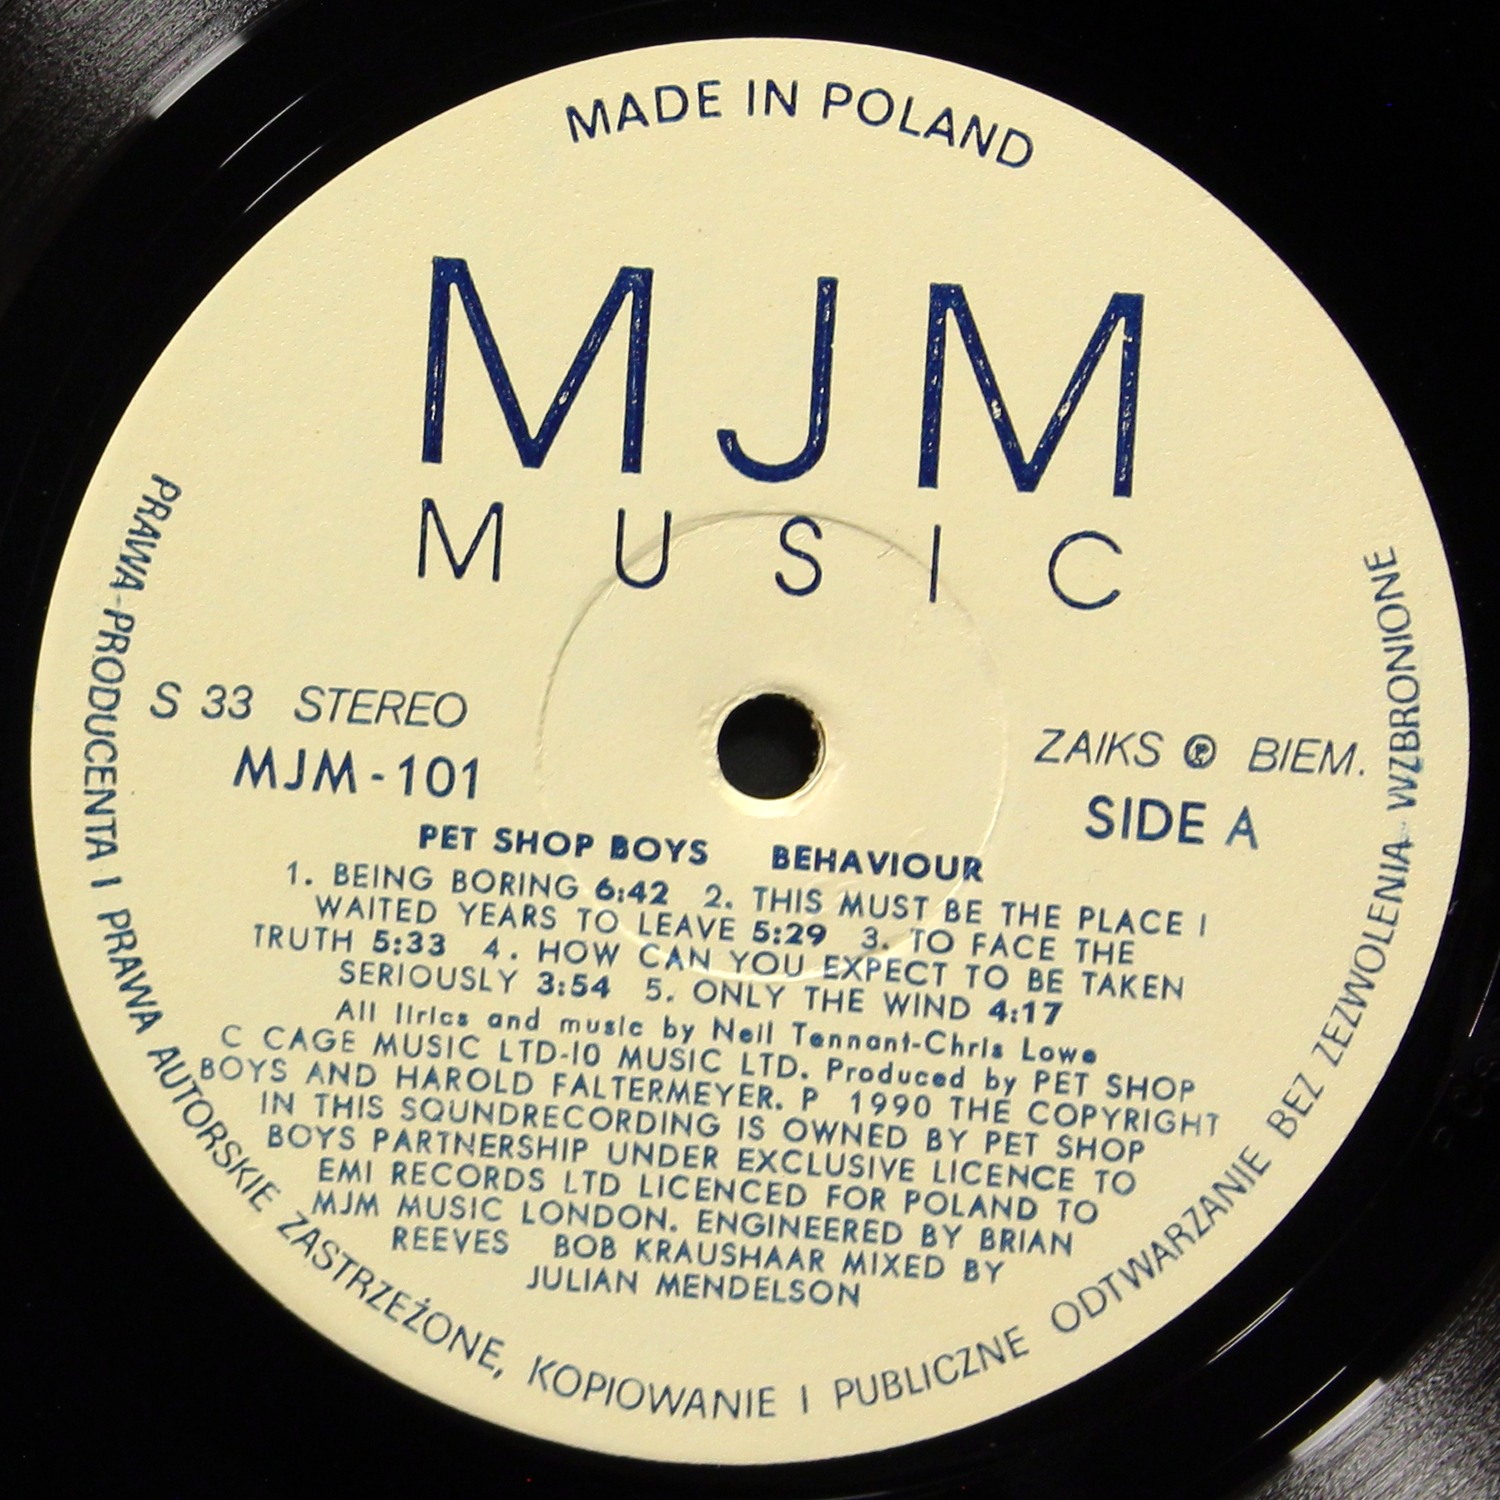 MADE IN POLAND
MJM
MUSIC
S 33 STEREO
MJM-101
ZAIKS ℗ BIEM.
SIDE A
PET SHOP BOYS BEHAVIOUR
1. BEING BORING 6:42 2. THIS MUST BE THE PLACE I
WAITED YEARS TO LEAVE 5:29 3. TO FACE THE
TRUTH 5:33 4. HOW CAN YOU EXPECT TO BE TAKEN
SERIOUSLY 3:54 5. ONLY THE WIND 4:17
All lirics and music by Neil Tennant-Chris Lowe
C CAGE MUSIC LTD-10 MUSIC LTD. Produced by PET SHOP
BOYS AND HAROLD FALTERMEYER. P 1990 THE COPYRIGHT
IN THIS SOUNDRECORDING IS OWNED BY PET SHOP
BOYS PARTNERSHIP UNDER EXCLUSIVE LICENCE TO
EMI RECORDS LTD LICENCED FOR POLAND TO
MJM MUSIC LONDON. ENGINEERED BY BRIAN
REEVES BOB KRAUSHAAR MIXED BY
JULIAN MENDELSON
PRAWA PRODUCENTA I PRAWA AUTORSKIE ZASTRZEŻONE, KOPIOWANIE I PUBLICZNE ODTWARZANIE BEZ ZEZWOLENIA WZBRONIONE